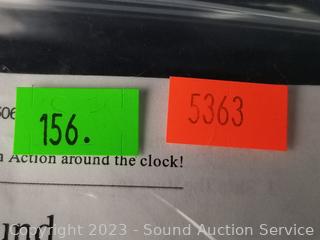 156.
5363
Action around the clock!
Copyright 2023 - Sound Auction Service